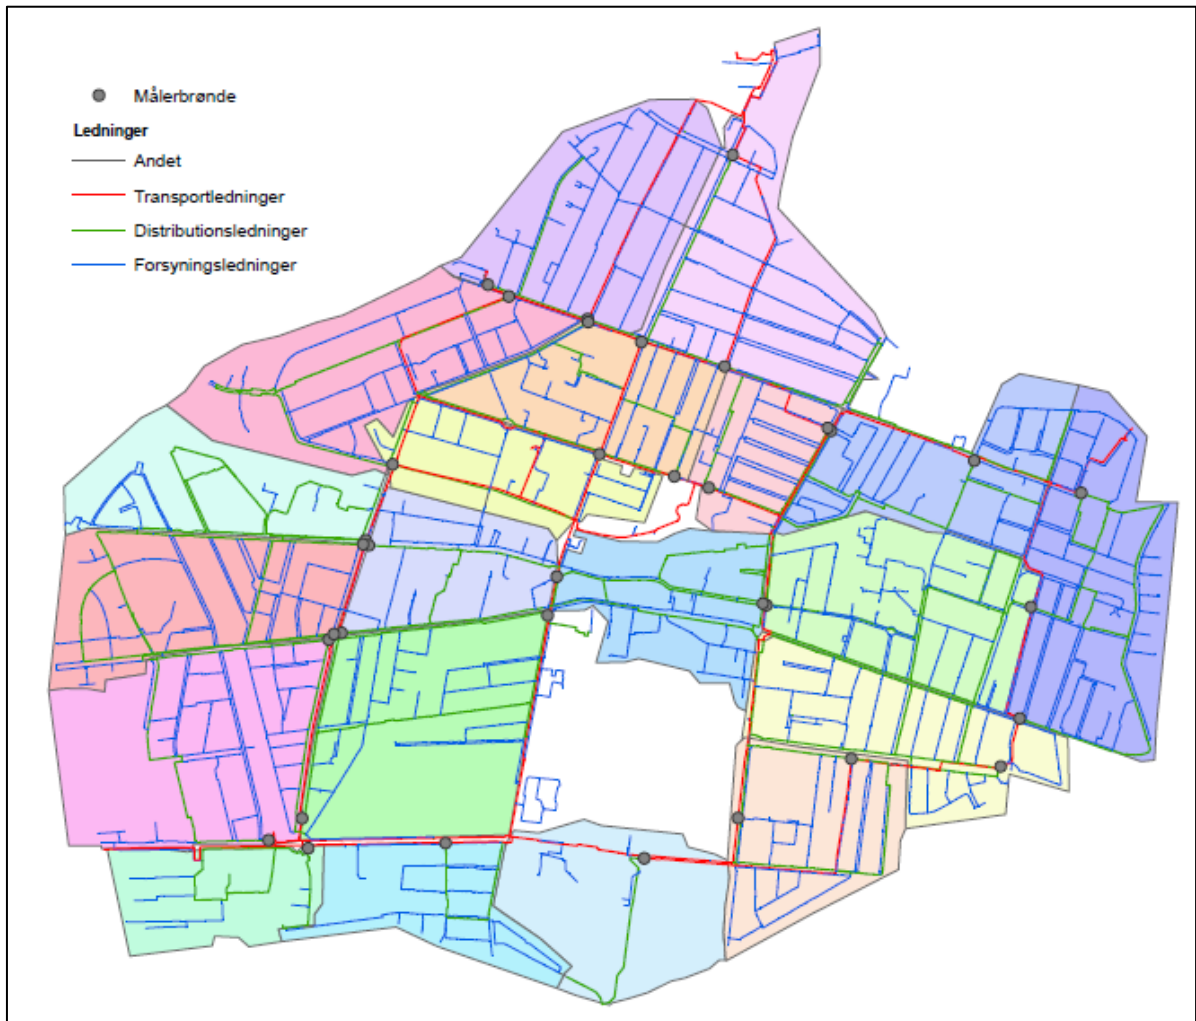 Målerbrønde
Ledninger
Andet
Transportledninger
Distributionsledninger
Forsyningsledninger